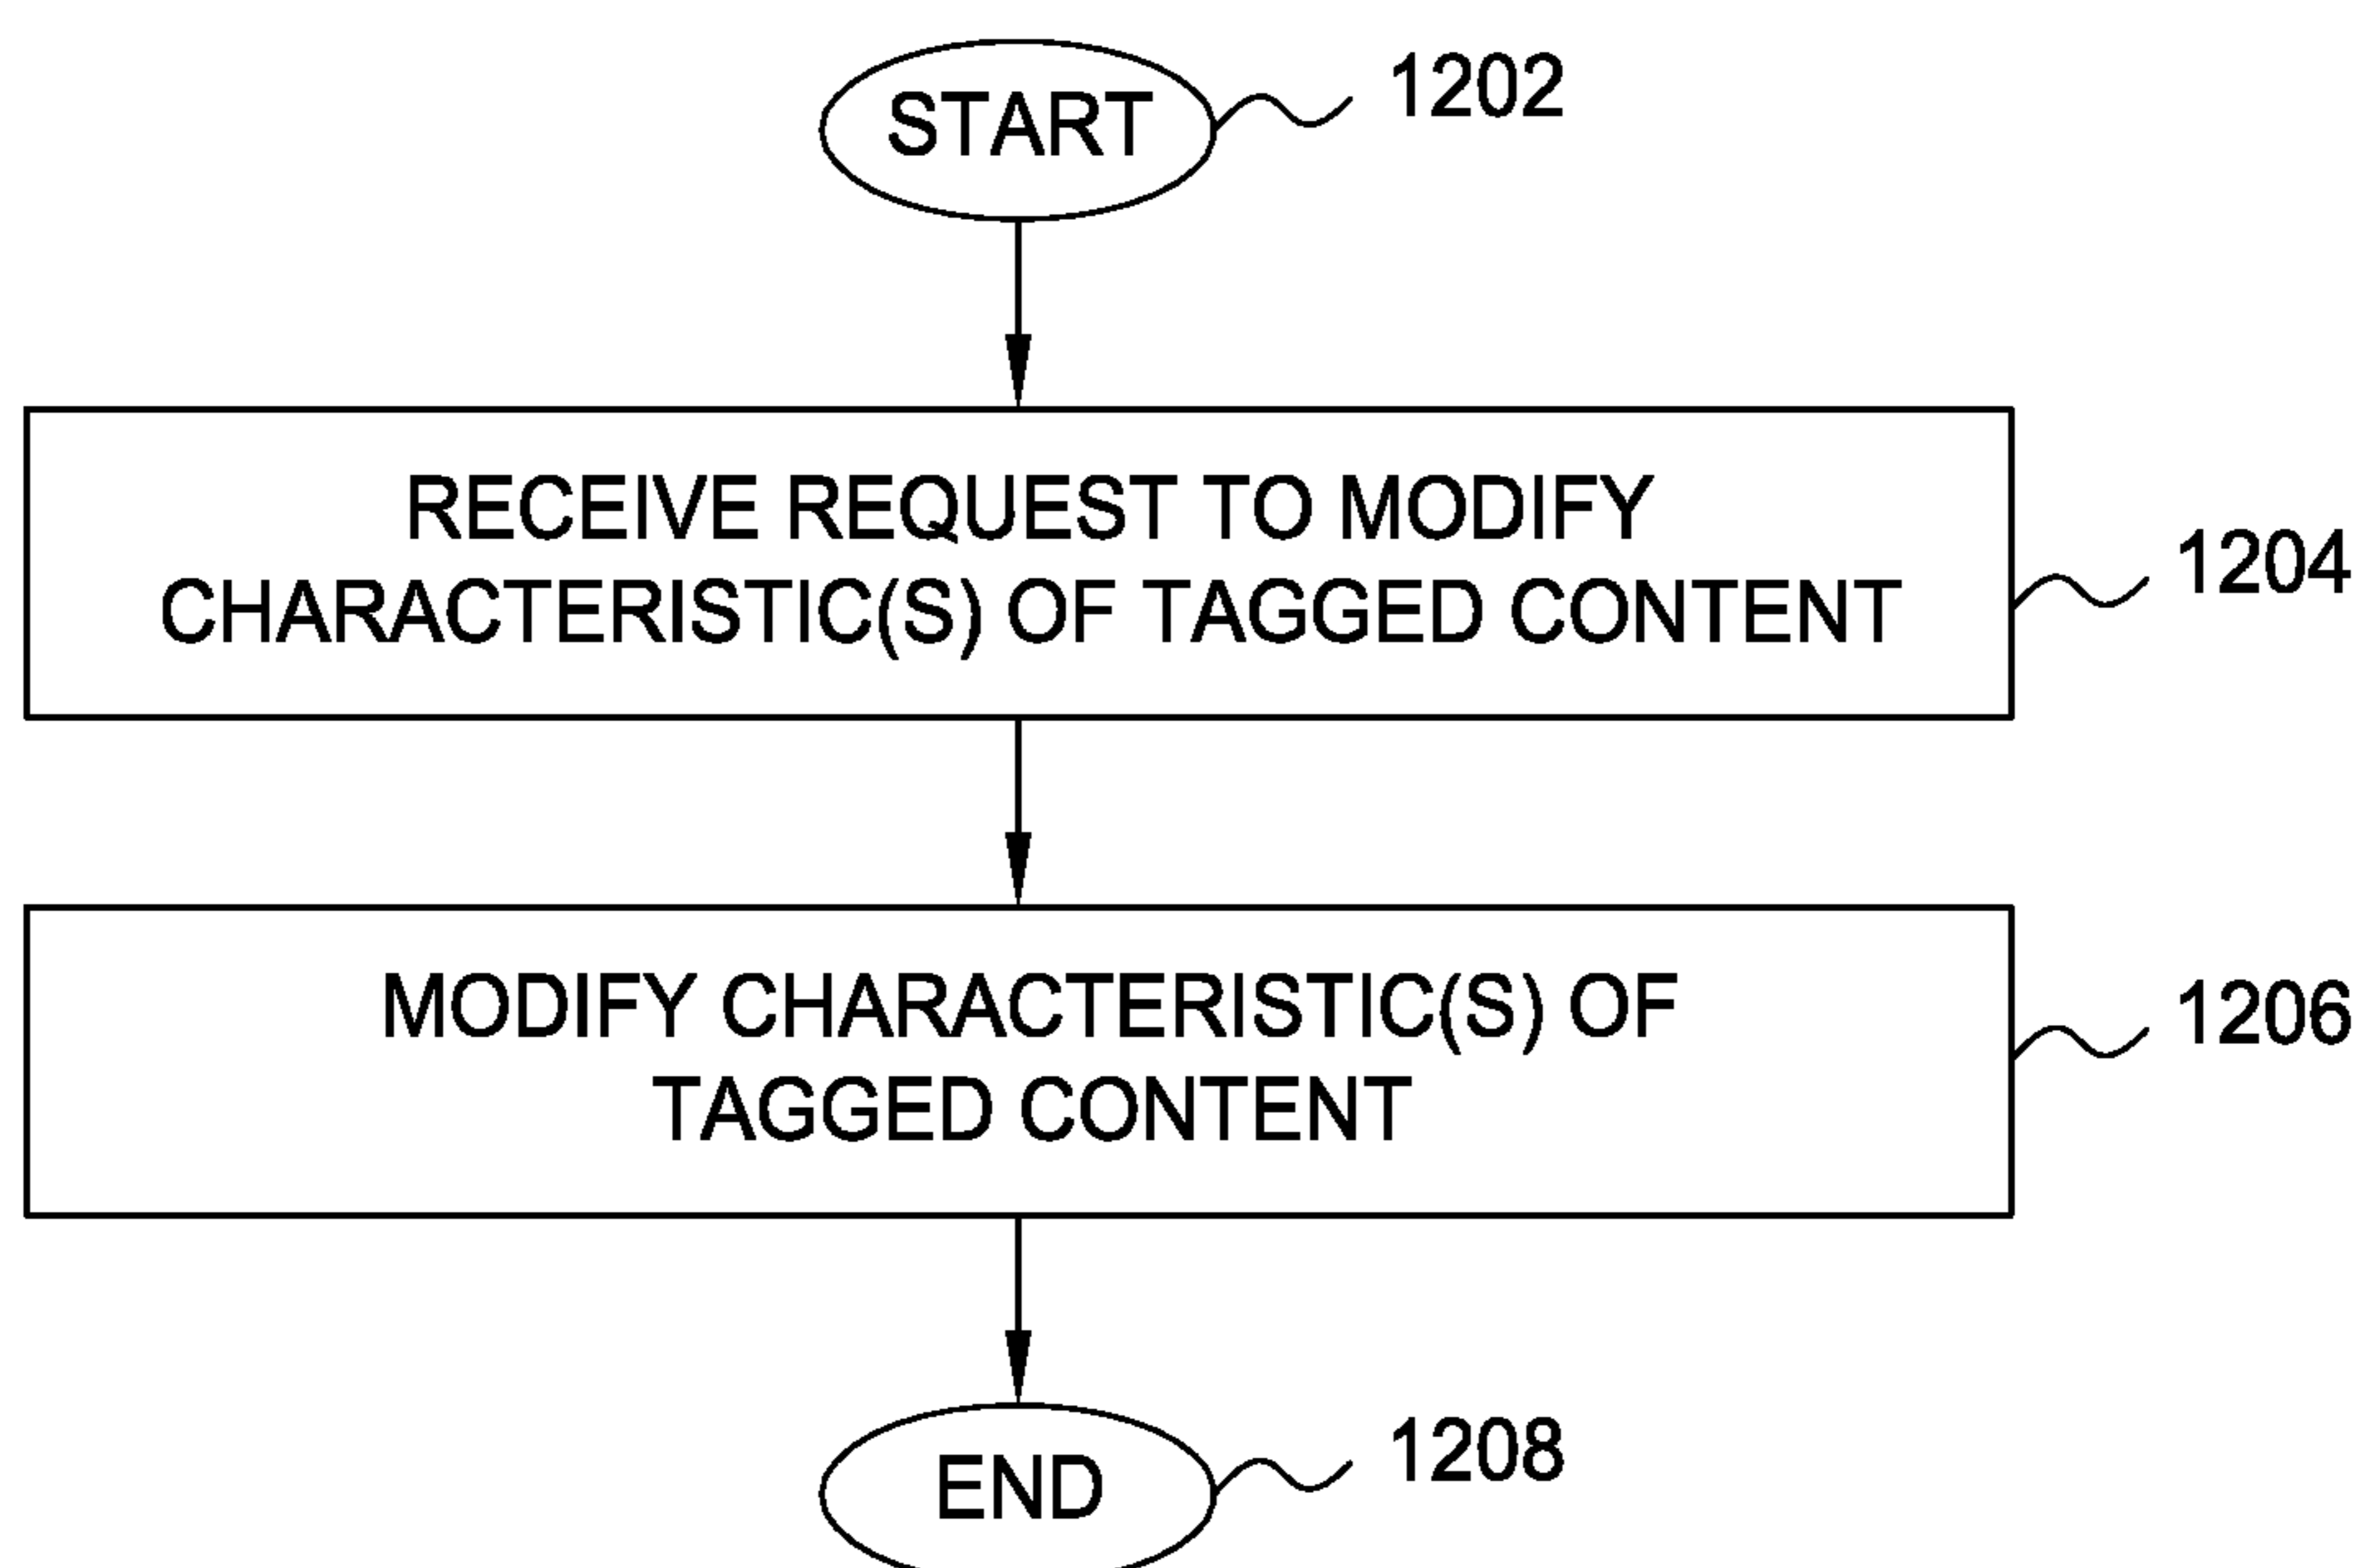 START
1202
RECEIVE REQUEST TO MODIFY
CHARACTERISTIC(S) OF TAGGED CONTENT
1204
MODIFY CHARACTERISTIC(S) OF
TAGGED CONTENT
1206
END
1208